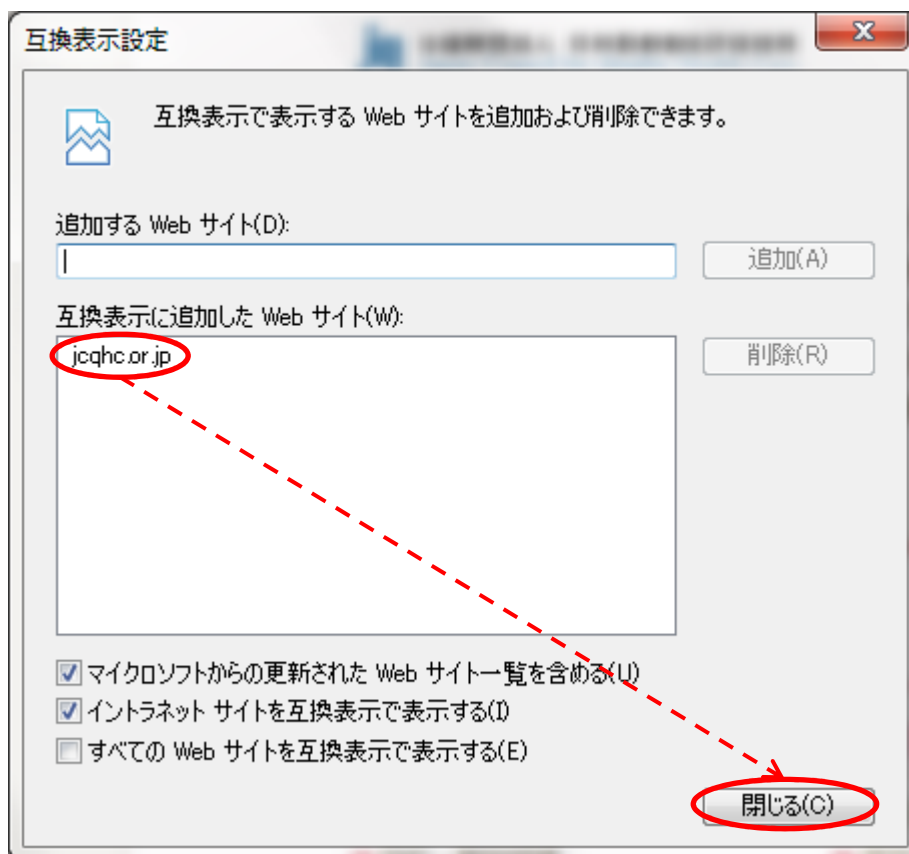 互換表示設定
互換表示で表示する Web サイトを追加および削除できます。
追加する Web サイト(D):
追加(A)
互換表示に追加した Web サイト(W):
jcqhc.or.jp
削除(R)
マイクロソフトからの更新された Web サイト一覧を含める(U)
イントラネット サイトを互換表示で表示する(I)
すべての Web サイトを互換表示で表示する(E)
閉じる(C)